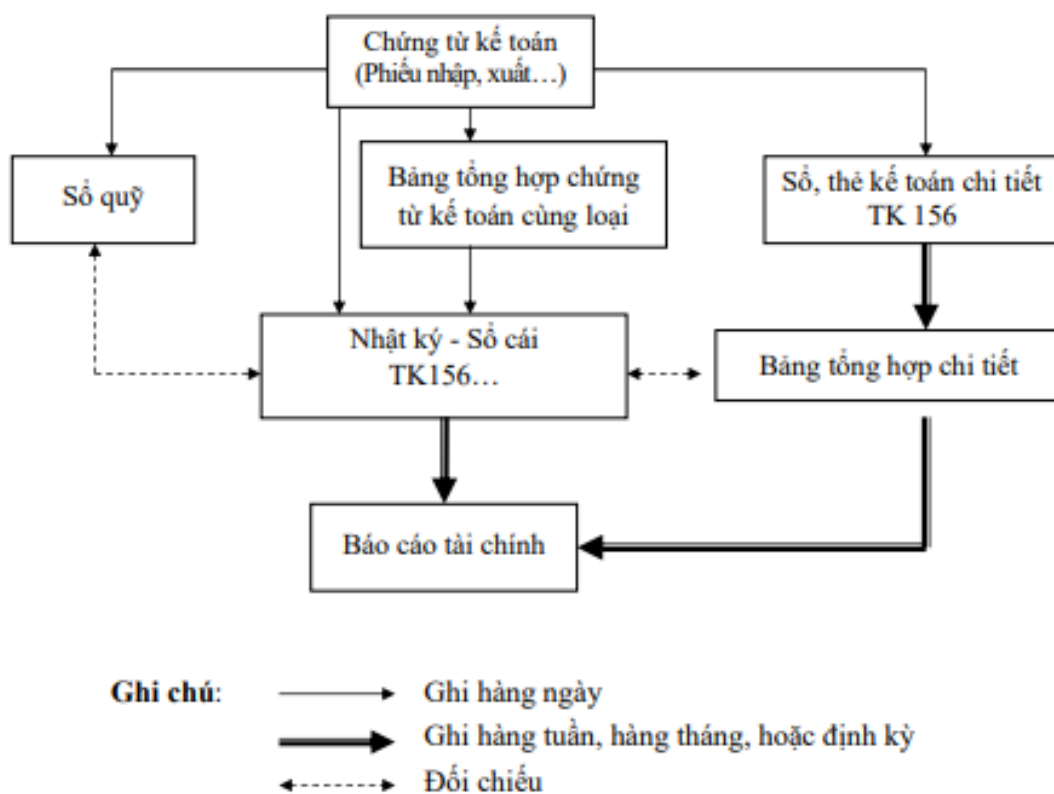 Chứng từ kế toán
(Phiếu nhập, xuất…)
Sổ quỹ
Bảng tổng hợp chứng
từ kế toán cùng loại
Sổ, thẻ kế toán chi tiết
TK 156
Nhật ký - Sổ cái
TK156…
Bảng tổng hợp chi tiết
Báo cáo tài chính
Ghi chú:
Ghi hàng ngày
Ghi hàng tuần, hàng tháng, hoặc định kỳ
Đối chiếu